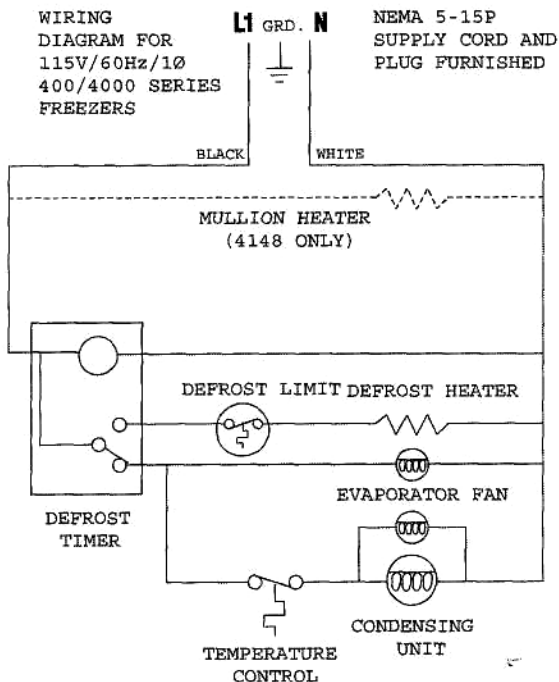 WIRING
DIAGRAM FOR
115V/60Hz/1Ø
400/4000 SERIES
FREEZERS
L1 GRD. N
NEMA 5-15P
SUPPLY CORD AND
PLUG FURNISHED
BLACK
WHITE
MULLION HEATER
(4148 ONLY)
DEFROST LIMIT
DEFROST HEATER
EVAPORATOR FAN
DEFROST
TIMER
CONDENSING
UNIT
TEMPERATURE
CONTROL